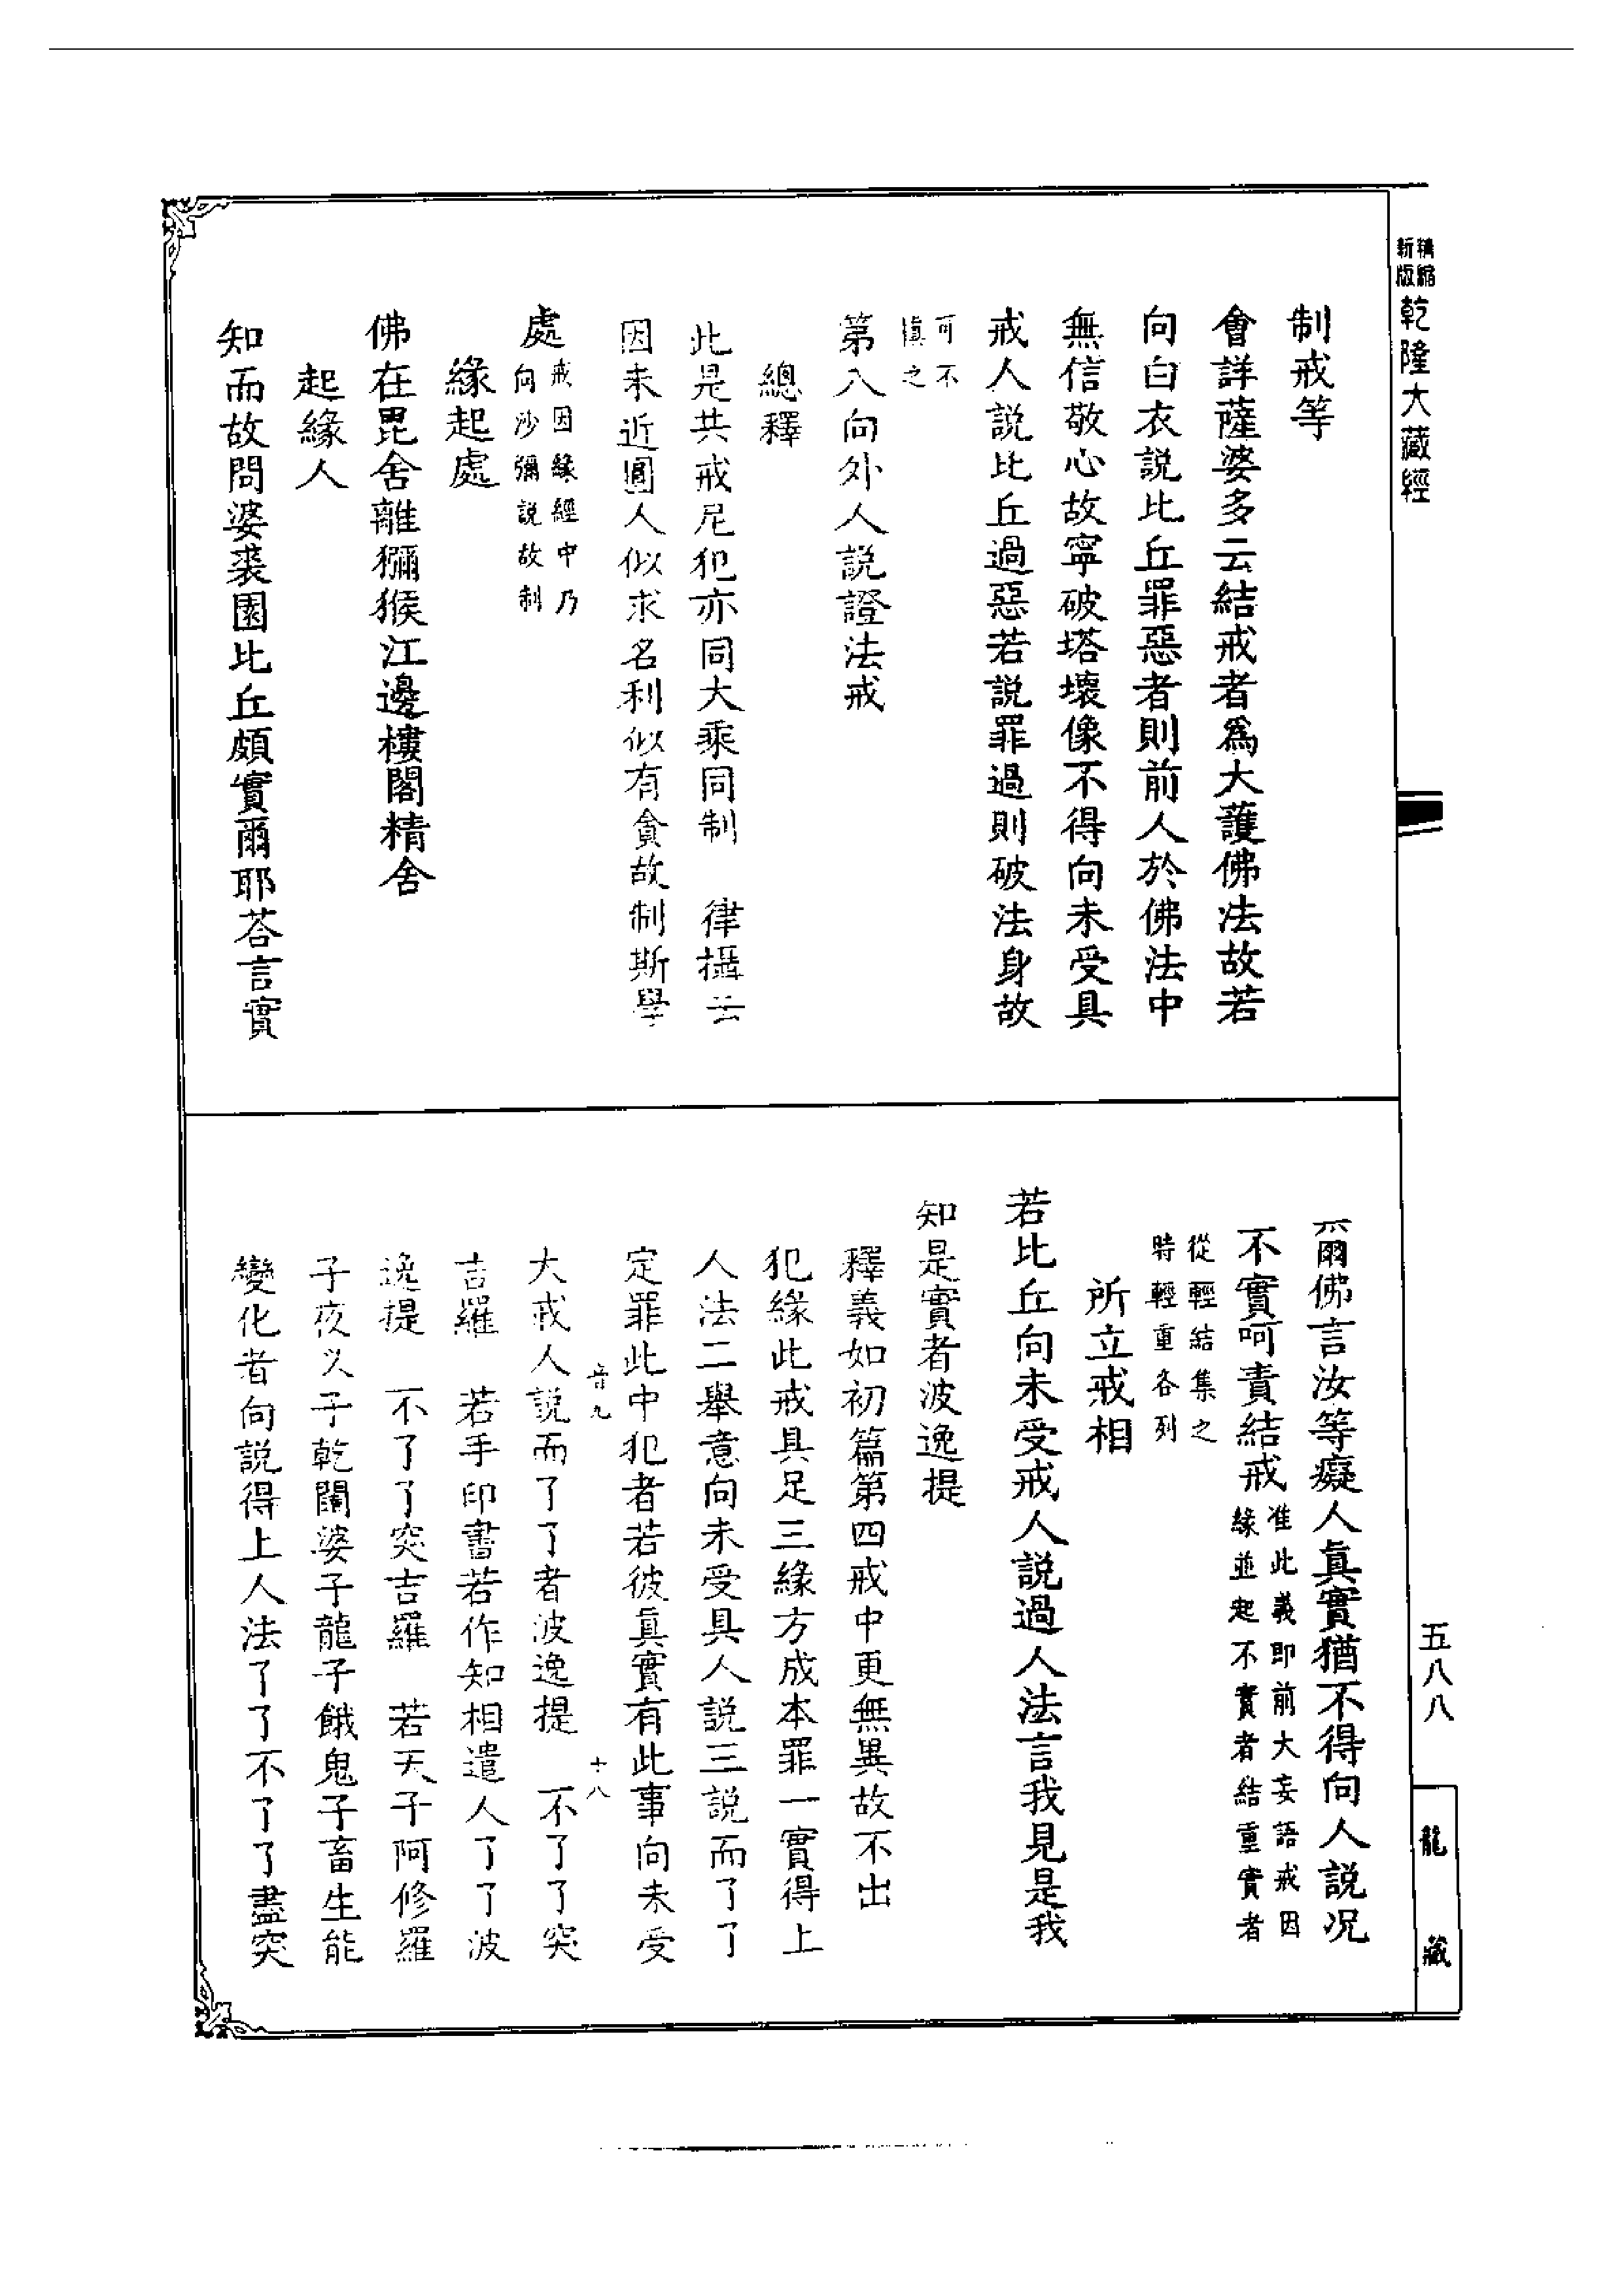 精縮
新版
乾隆大藏經
制戒等
會詳薩婆多云結戒者爲大護佛法故若
向白衣説比丘罪惡者則前人於佛法中
無信敬心故寧破塔壞像不得向未受具
戒人説比丘過惡若説罪過則破法身故
可不
慎之
第八向外人説證法戒
總釋
此是共戒尼犯亦同大乘同制　律攝云
因未近圓人似求名利似有貪故制斯學
處
戒因緣經中乃
向沙彌説故制
緣起處
佛在毘舍離獼猴江邊樓閣精舍
起緣人
知而故問婆裘園比丘頗實爾耶荅言實
爾佛言汝等癡人眞實猶不得向人説况
不實呵責結戒
准此義即前大妄語戒因
緣並起不實者結重實者
從輕結集之
時輕重各列
所立戒相
若比丘向未受戒人説過人法言我見是我
知是實者波逸提
釋義如初篇第四戒中更無異故不出
犯緣此戒具足三緣方成本罪一實得上
人法二舉意向未受具人説三説而了了
定罪此中犯者若彼眞實有此事向未受
音九
十八
大戒人説而了了者波逸提　不了了突
吉羅　若手印書若作知相遣人了了波
逸提　不了了突吉羅　若天子阿修羅
子夜义子乾闥婆子龍子餓鬼子畜生能
變化者向説得上人法了了不了了盡突
五八八
龍藏